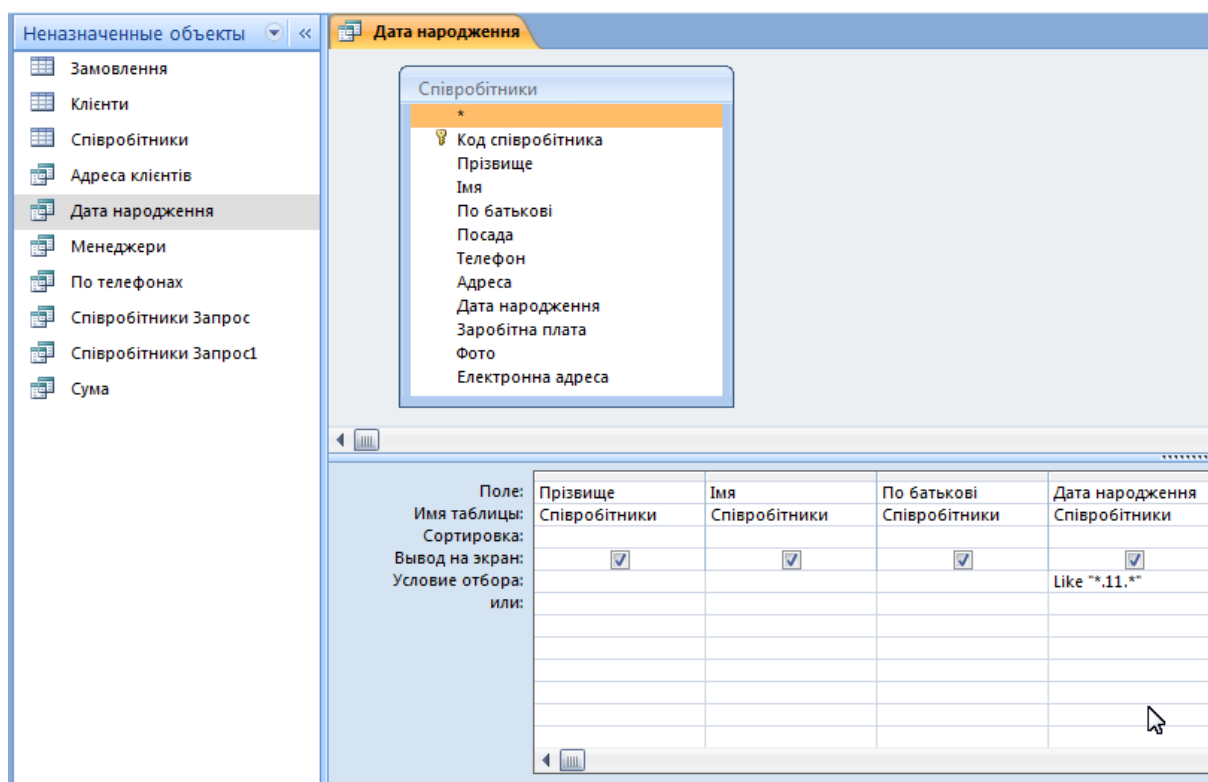 Неназначенные объекты
Замовлення
Клієнти
Співробітники
Адреса клієнтів
Дата народження
Менеджери
По телефонах
Співробітники Запрос
Співробітники Запрос1
Сума
Дата народження
Співробітники
*
Код співробітника
Прізвище
Імя
По батькові
Посада
Телефон
Адреса
Дата народження
Заробітна плата
Фото
Електронна адреса
Поле: Прізвище Імя По батькові Дата народження
Имя таблицы: Співробітники Співробітники Співробітники Співробітники
Сортировка:
Вывод на экран:
Условие отбора: Like "*.11.*"
или: